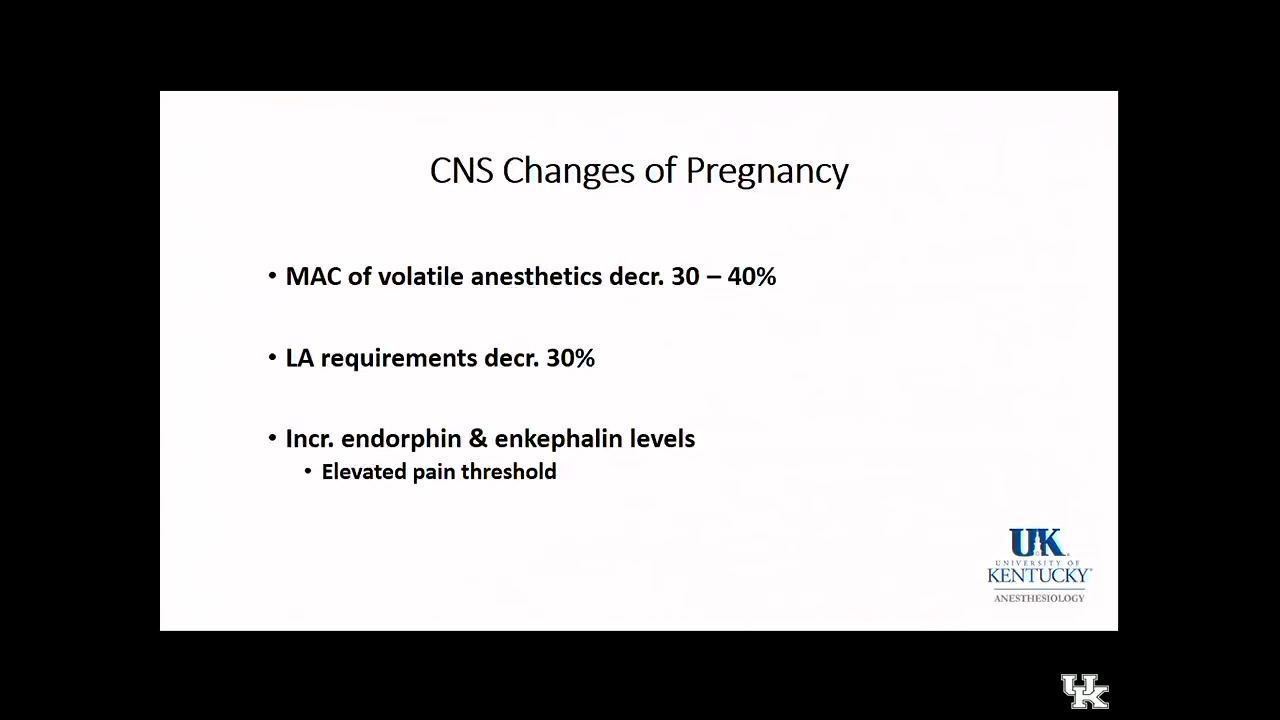 CNS Changes of Pregnancy
• MAC of volatile anesthetics decr. 30 – 40%
• LA requirements decr. 30%
• Incr. endorphin & enkephalin levels
• Elevated pain threshold
UK
UNIVERSITY OF
KENTUCKY
ANESTHESIOLOGY
UK